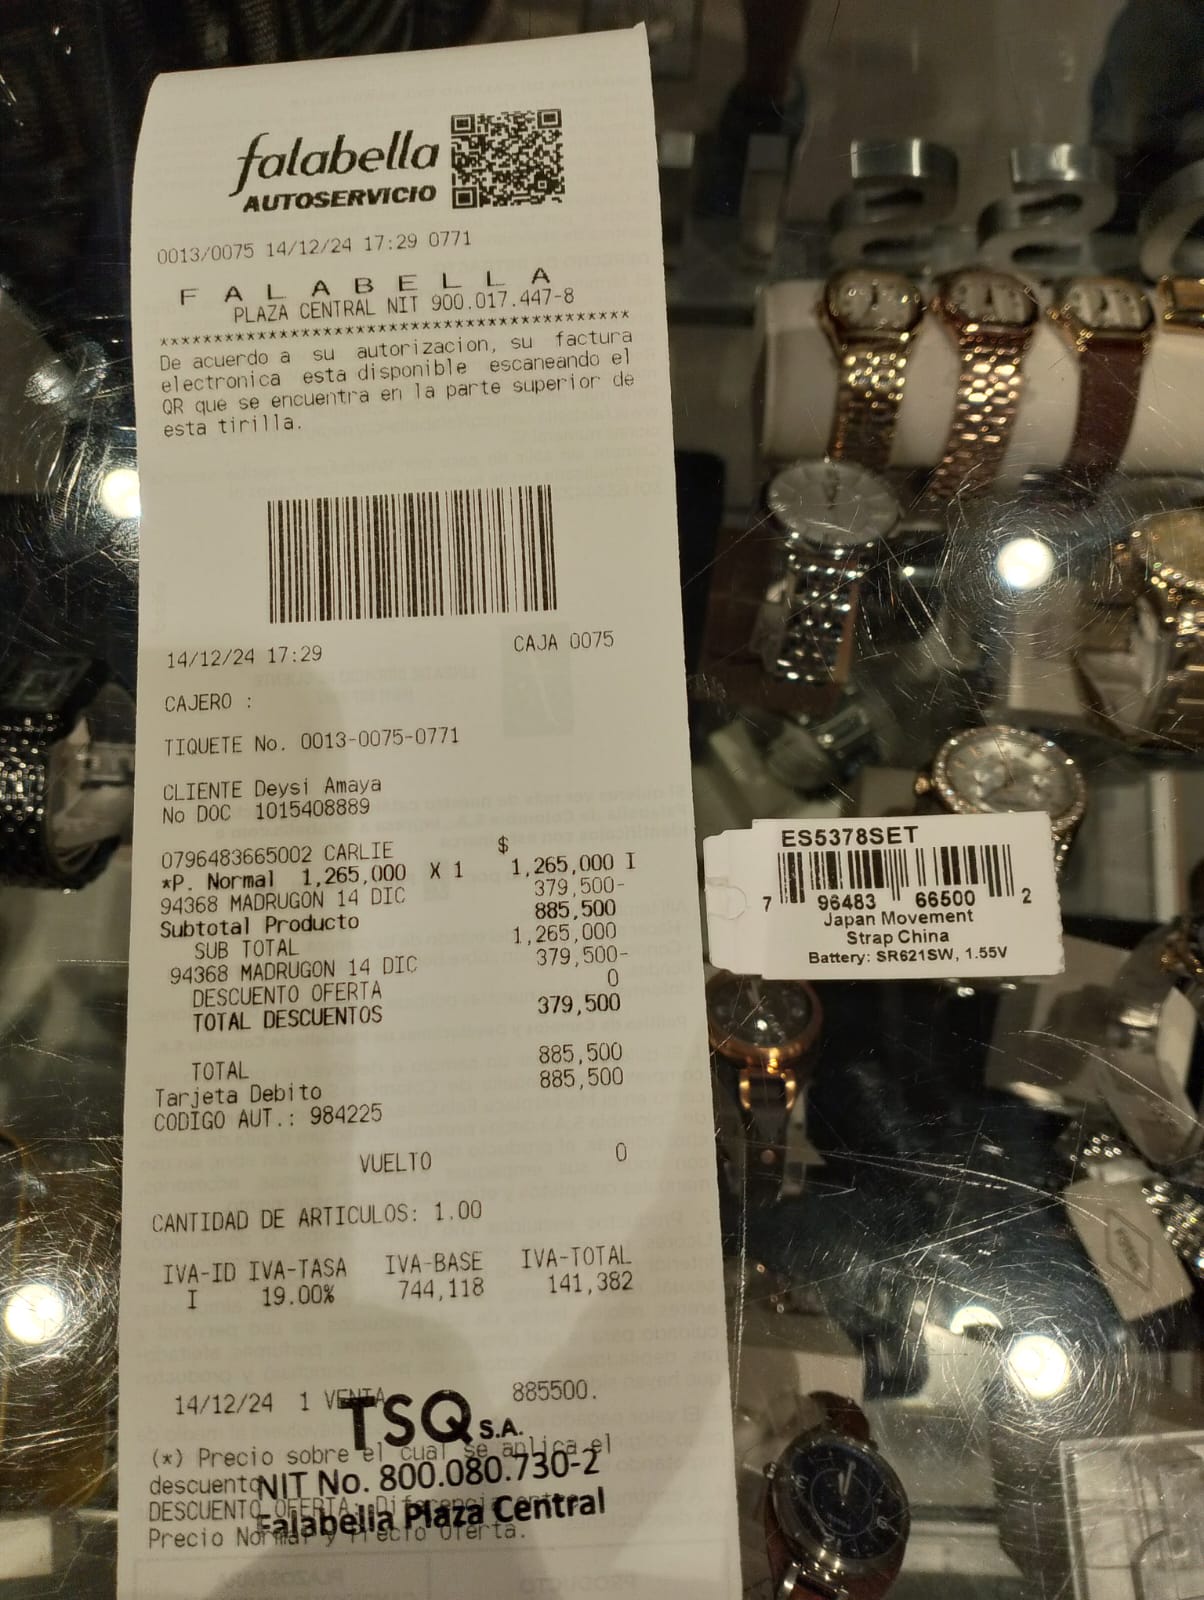 falabella
AUTOSERVICIO
0013/0075 14/12/24 17:29 0771
F A L A B E L L A
PLAZA CENTRAL NIT 900.017.447-8
****************************************
De acuerdo a su autorizacion, su factura
electronica esta disponible escaneando el
QR que se encuentra en la parte superior de
esta tirilla.
14/12/24 17:29 CAJA 0075
CAJERO :
TIQUETE No. 0013-0075-0771
CLIENTE Deysi Amaya
No DOC 1015408889
$
0796483665002 CARLIE
*P. Normal 1,265,000 X 1 1,265,000 I
94368 MADRUGON 14 DIC 379,500-
Subtotal Producto 885,500
SUB TOTAL 1,265,000
94368 MADRUGON 14 DIC 379,500-
DESCUENTO OFERTA 0
TOTAL DESCUENTOS 379,500
TOTAL 885,500
Tarjeta Debito 885,500
CODIGO AUT.: 984225
VUELTO 0
CANTIDAD DE ARTICULOS: 1.00
IVA-ID IVA-TASA IVA-BASE IVA-TOTAL
I 19.00% 744,118 141,382
14/12/24 1 VENTA 885500.
TSQ S.A.
(*) Precio sobre el cual se aplica el
descuento
NIT No. 800.080.730-2
DESCUENTO OFERTA: Diferencia entre
Falabella Plaza Central
Precio Normal y Precio Oferta.
ES5378SET
7 96483 66500 2
Japan Movement
Strap China
Battery: SR621SW, 1.55V
FOSSIL